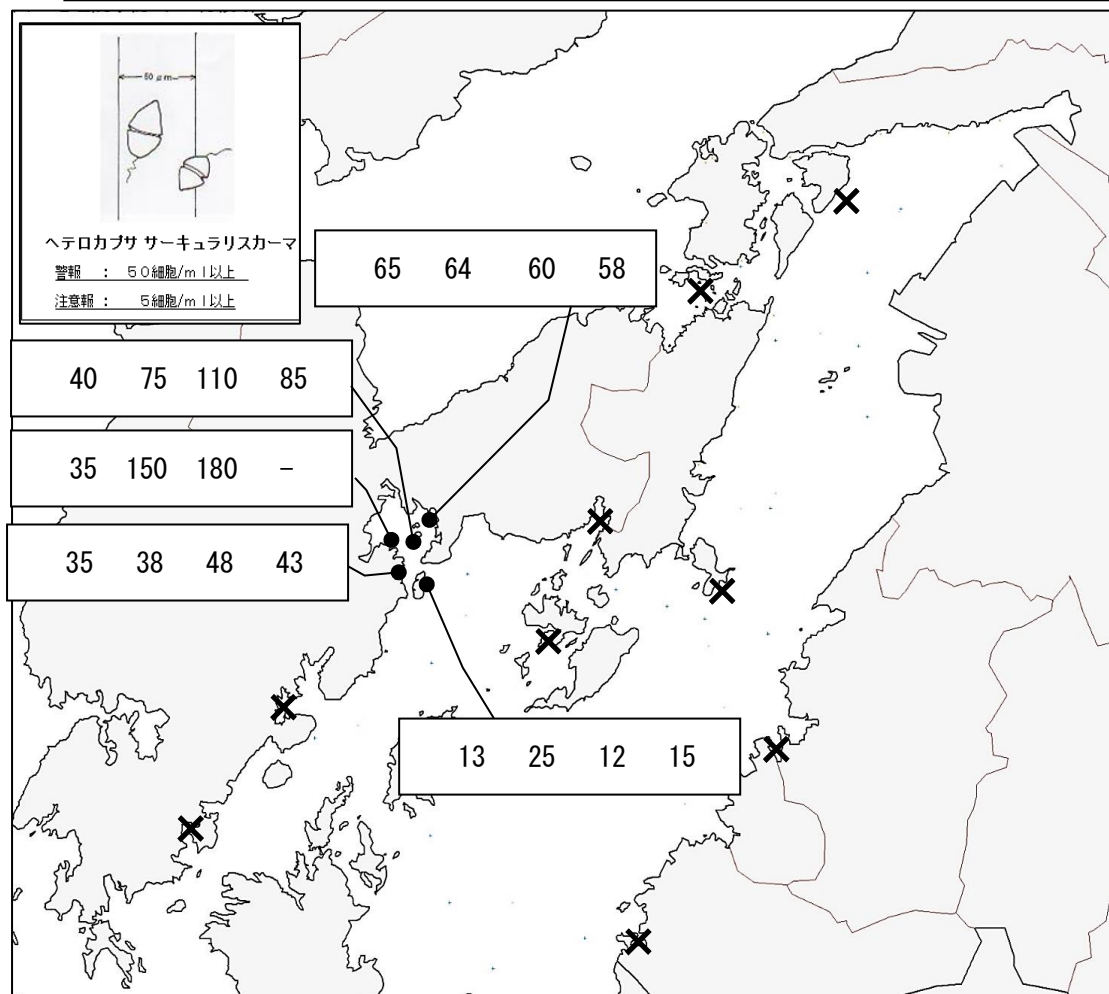 50μm
ヘテロカプサ サーキュラリスカーマ
警報 : 50細胞/ml以上
注意報 : 5細胞/ml以上
65 64 60 58
40 75 110 85
35 150 180 -
35 38 48 43
13 25 12 15